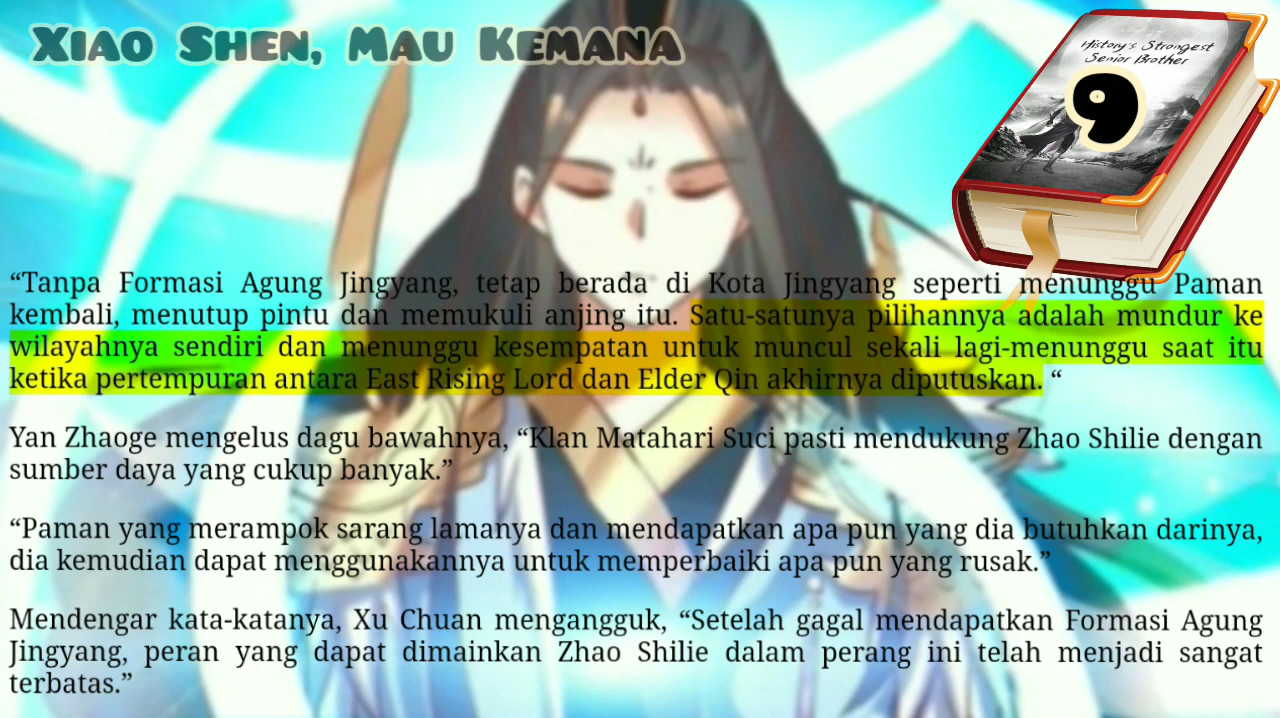 Xiao Shen, Mau Kemana
History's Strongest
Senior Brother
9
“Tanpa Formasi Agung Jingyang, tetap berada di Kota Jingyang seperti menunggu Paman
kembali, menutup pintu dan memukuli anjing itu. Satu-satunya pilihannya adalah mundur ke
wilayahnya sendiri dan menunggu kesempatan untuk muncul sekali lagi-menunggu saat itu
ketika pertempuran antara East Rising Lord dan Elder Qin akhirnya diputuskan. “
Yan Zhaoge mengelus dagu bawahnya, “Klan Matahari Suci pasti mendukung Zhao Shilie dengan
sumber daya yang cukup banyak.”
“Paman yang merampok sarang lamanya dan mendapatkan apa pun yang dia butuhkan darinya,
dia kemudian dapat menggunakannya untuk memperbaiki apa pun yang rusak.”
Mendengar kata-katanya, Xu Chuan mengangguk, “Setelah gagal mendapatkan Formasi Agung
Jingyang, peran yang dapat dimainkan Zhao Shilie dalam perang ini telah menjadi sangat
terbatas.”